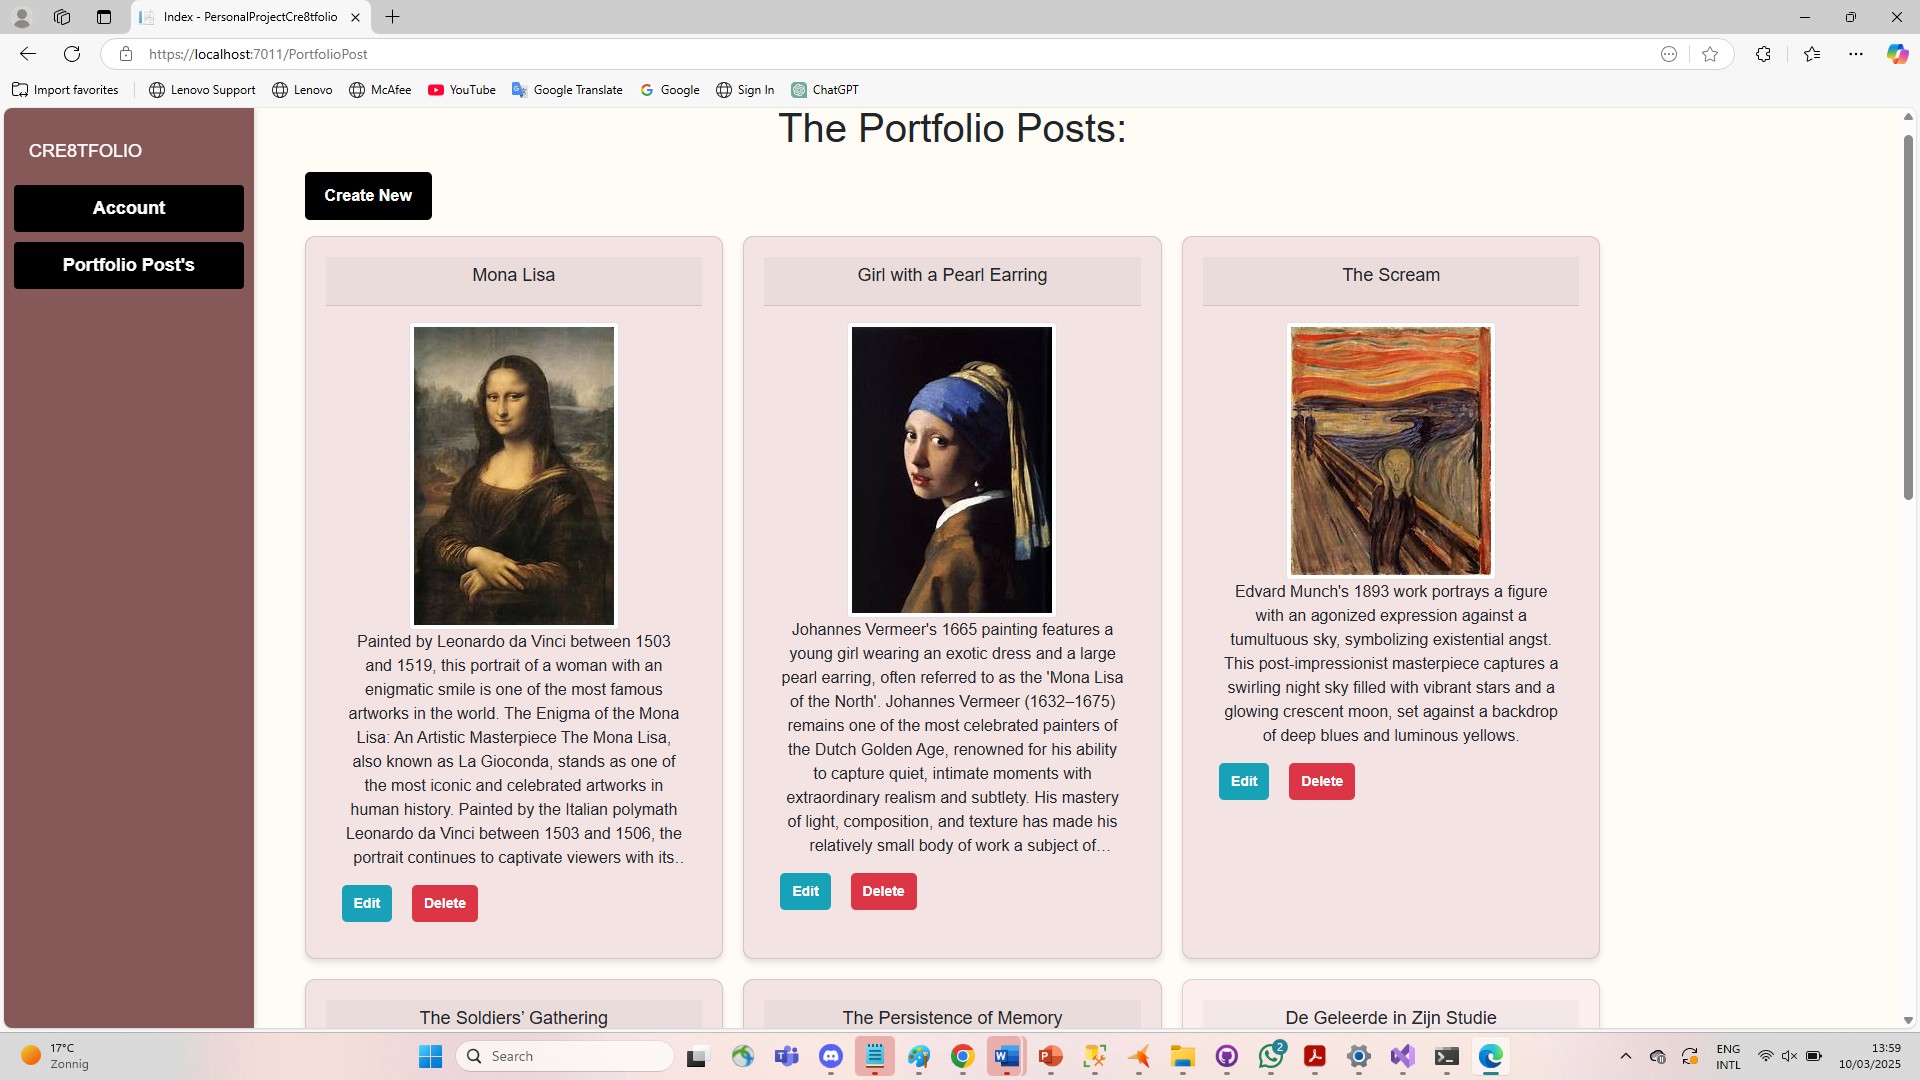 Index - PersonalProjectCre8tfolio
https://localhost:7011/PortfolioPost
Import favorites
Lenovo Support
Lenovo
McAfee
YouTube
Google Translate
Google
Sign In
ChatGPT
CRE8TFOLIO
Account
Portfolio Post's
The Portfolio Posts:
Create New
Mona Lisa
Painted by Leonardo da Vinci between 1503
and 1519, this portrait of a woman with an
enigmatic smile is one of the most famous
artworks in the world. The Enigma of the Mona
Lisa: An Artistic Masterpiece The Mona Lisa,
also known as La Gioconda, stands as one of
the most iconic and celebrated artworks in
human history. Painted by the Italian polymath
Leonardo da Vinci between 1503 and 1506, the
portrait continues to captivate viewers with its..
Edit
Delete
Girl with a Pearl Earring
Johannes Vermeer's 1665 painting features a
young girl wearing an exotic dress and a large
pearl earring, often referred to as the 'Mona Lisa
of the North'. Johannes Vermeer (1632–1675)
remains one of the most celebrated painters of
the Dutch Golden Age, renowned for his ability
to capture quiet, intimate moments with
extraordinary realism and subtlety. His mastery
of light, composition, and texture has made his
relatively small body of work a subject of...
Edit
Delete
The Scream
Edvard Munch's 1893 work portrays a figure
with an agonized expression against a
tumultuous sky, symbolizing existential angst.
This post-impressionist masterpiece captures a
swirling night sky filled with vibrant stars and a
glowing crescent moon, set against a backdrop
of deep blues and luminous yellows.
Edit
Delete
The Soldiers’ Gathering
The Persistence of Memory
De Geleerde in Zijn Studie
17°C
Zonnig
Search
2
ENG
INTL
13:59
10/03/2025